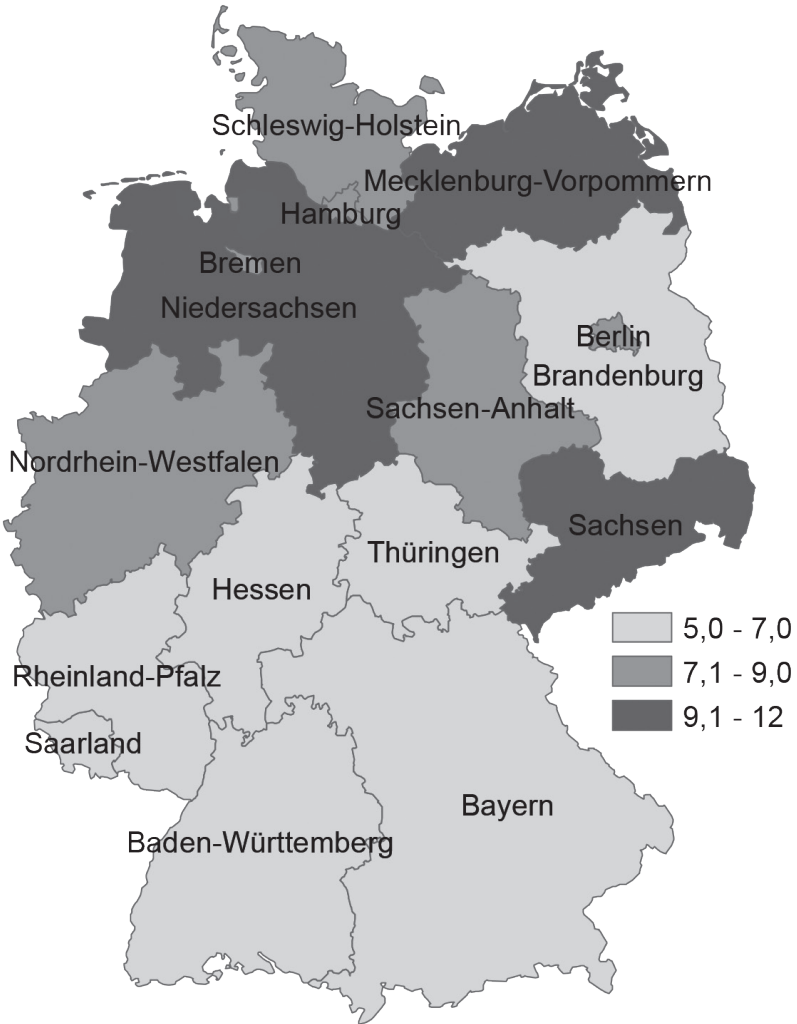 Schleswig-Holstein
Mecklenburg-Vorpommern
Hamburg
Bremen
Niedersachsen
Berlin
Brandenburg
Sachsen-Anhalt
Nordrhein-Westfalen
Sachsen
Thüringen
Hessen
5,0 - 7,0
7,1 - 9,0
9,1 - 12
Rheinland-Pfalz
Saarland
Bayern
Baden-Württemberg